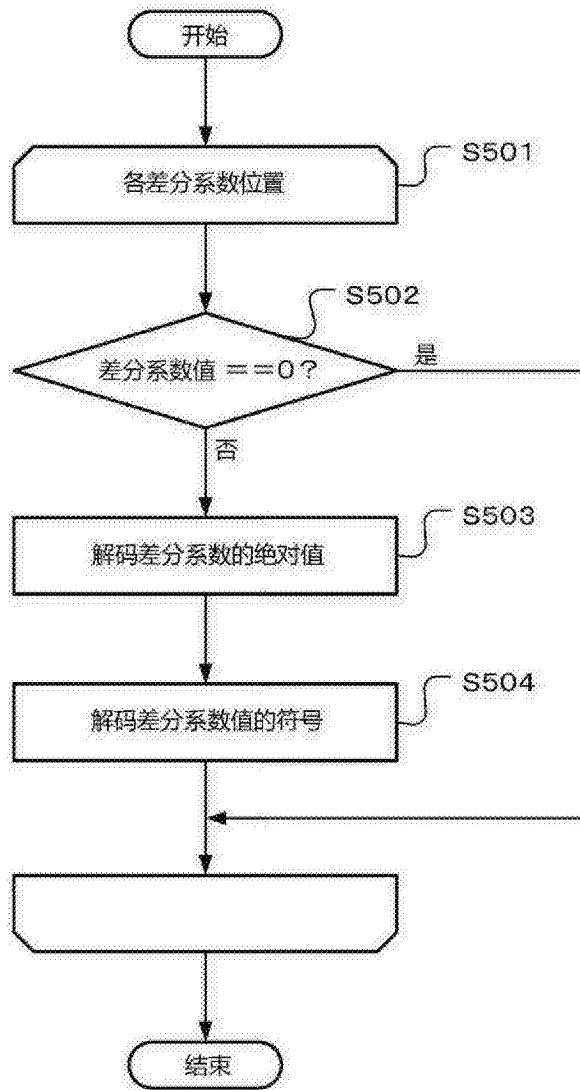 开始
各差分系数位置
S501
S502
差分系数值 ==0?
是
否
解码差分系数的绝对值
S503
解码差分系数值的符号
S504
结束